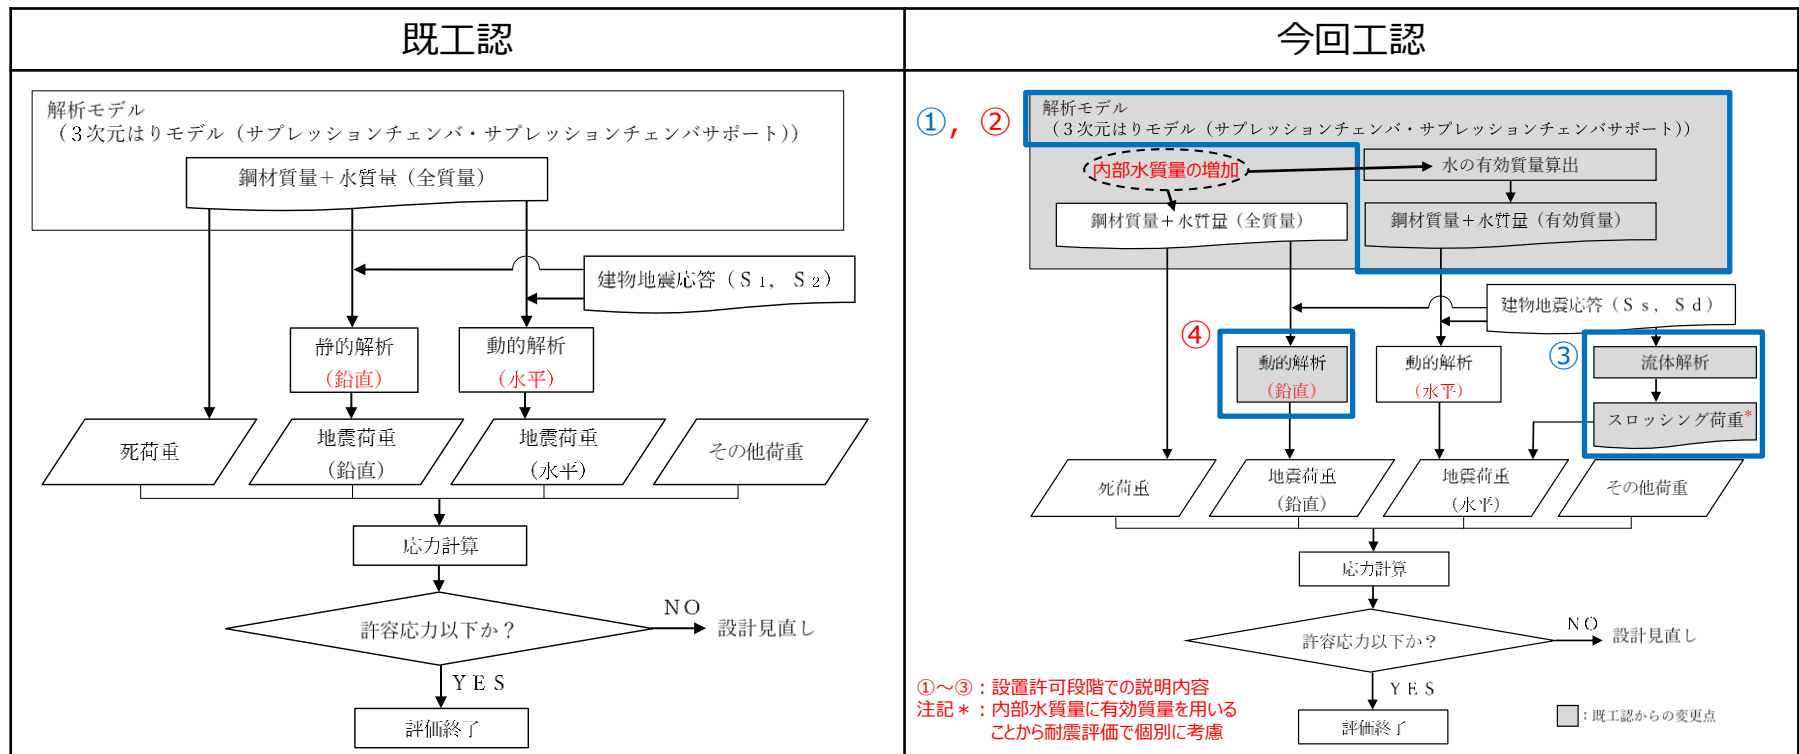 既工認
解析モデル
（３次元はりモデル（サプレッションチェンバ・サプレッションチェンバサポート））
鋼材質量＋水質量（全質量）
建物地震応答（Ｓ₁，Ｓ₂）
静的解析
（鉛直）
動的解析
（水平）
死荷重
地震荷重
（鉛直）
地震荷重
（水平）
その他荷重
応力計算
許容応力以下か？
ＮＯ
設計見直し
ＹＥＳ
評価終了
今回工認
①，②
解析モデル
（３次元はりモデル（サプレッションチェンバ・サプレッションチェンバサポート））
内部水質量の増加
水の有効質量算出
鋼材質量＋水質量（全質量）
鋼材質量＋水質量（有効質量）
建物地震応答（Ｓｓ，Ｓｄ）
④
動的解析
（鉛直）
動的解析
（水平）
③
流体解析
スロッシング荷重*
死荷重
地震荷重
（鉛直）
地震荷重
（水平）
その他荷重
応力計算
許容応力以下か？
ＮＯ
設計見直し
ＹＥＳ
評価終了
①～③：設置許可段階での説明内容
注記＊：内部水質量に有効質量を用いる
ことから耐震評価で個別に考慮
：既工認からの変更点